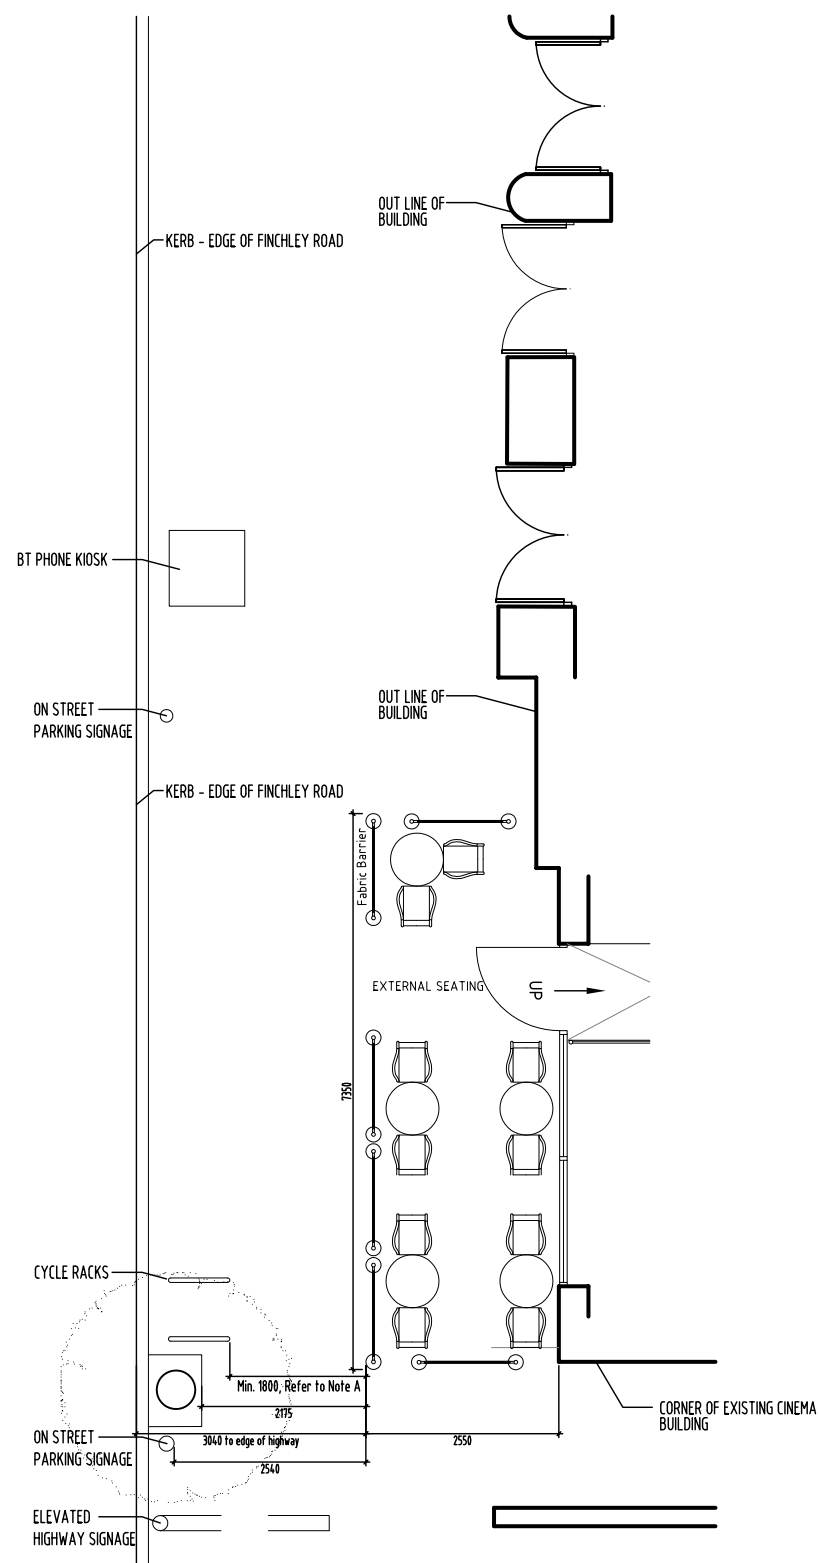 OUT LINE OF
BUILDING
KERB - EDGE OF FINCHLEY ROAD
BT PHONE KIOSK
OUT LINE OF
BUILDING
ON STREET
PARKING SIGNAGE
KERB - EDGE OF FINCHLEY ROAD
Fabric Barrier
EXTERNAL SEATING
UP
7350
CYCLE RACKS
Min. 1800, Refer to Note A
2175
CORNER OF EXISTING CINEMA
BUILDING
ON STREET
PARKING SIGNAGE
3040 to edge of highway
2550
2540
ELEVATED
HIGHWAY SIGNAGE